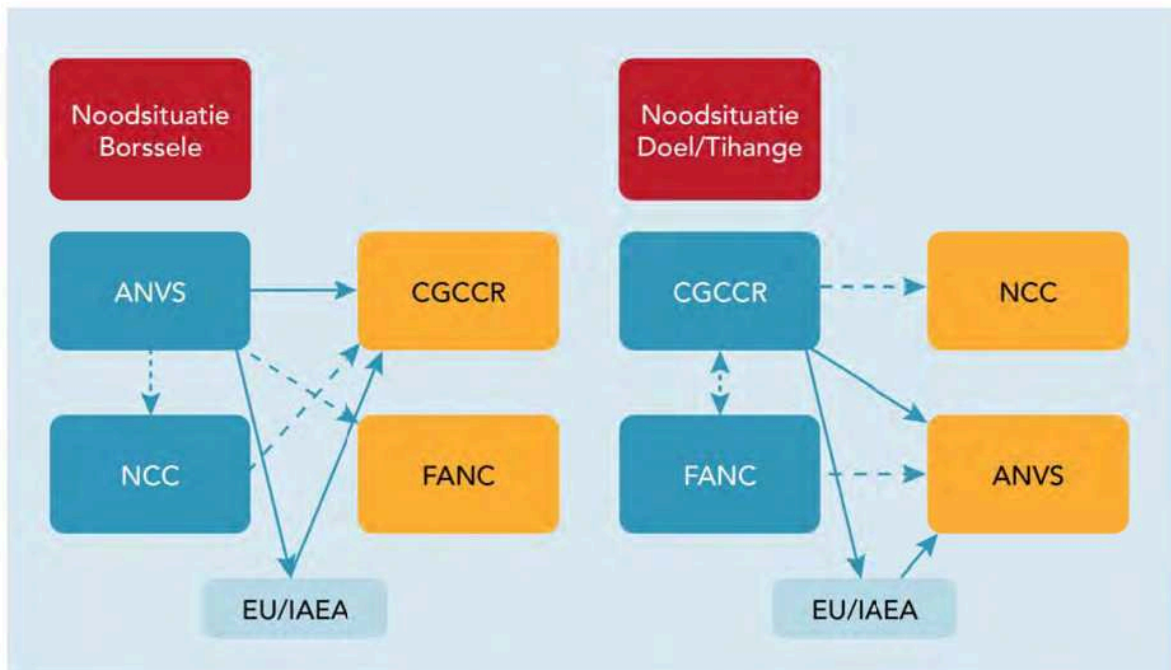 Noodsituatie
Borssele
Noodsituatie
Doel/Tihange
ANVS
CGCCR
CGCCR
NCC
NCC
FANC
FANC
ANVS
EU/IAEA
EU/IAEA